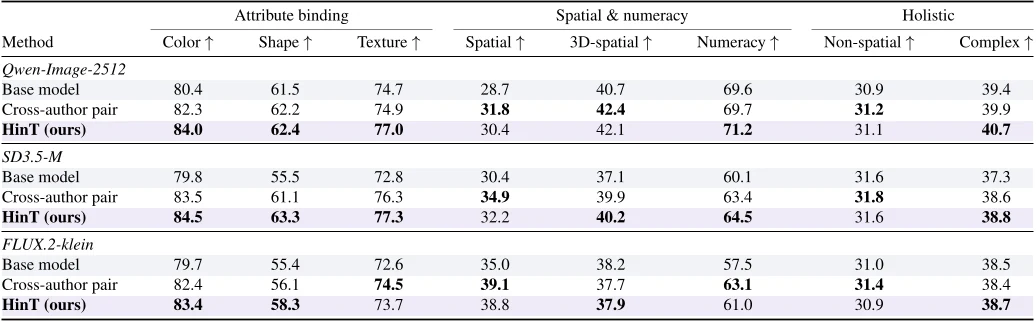 Attribute binding Spatial & numeracy Holistic
Method Color ↑ Shape ↑ Texture ↑ Spatial ↑ 3D-spatial ↑ Numeracy ↑ Non-spatial ↑ Complex ↑
Qwen-Image-2512
Base model 80.4 61.5 74.7 28.7 40.7 69.6 30.9 39.4
Cross-author pair 82.3 62.2 74.9 31.8 42.4 69.7 31.2 39.9
HinT (ours) 84.0 62.4 77.0 30.4 42.1 71.2 31.1 40.7
SD3.5-M
Base model 79.8 55.5 72.8 30.4 37.1 60.1 31.6 37.3
Cross-author pair 83.5 61.1 76.3 34.9 39.9 63.4 31.8 38.6
HinT (ours) 84.5 63.3 77.3 32.2 40.2 64.5 31.6 38.8
FLUX.2-klein
Base model 79.7 55.4 72.6 35.0 38.2 57.5 31.0 38.5
Cross-author pair 82.4 56.1 74.5 39.1 37.7 63.1 31.4 38.4
HinT (ours) 83.4 58.3 73.7 38.8 37.9 61.0 30.9 38.7